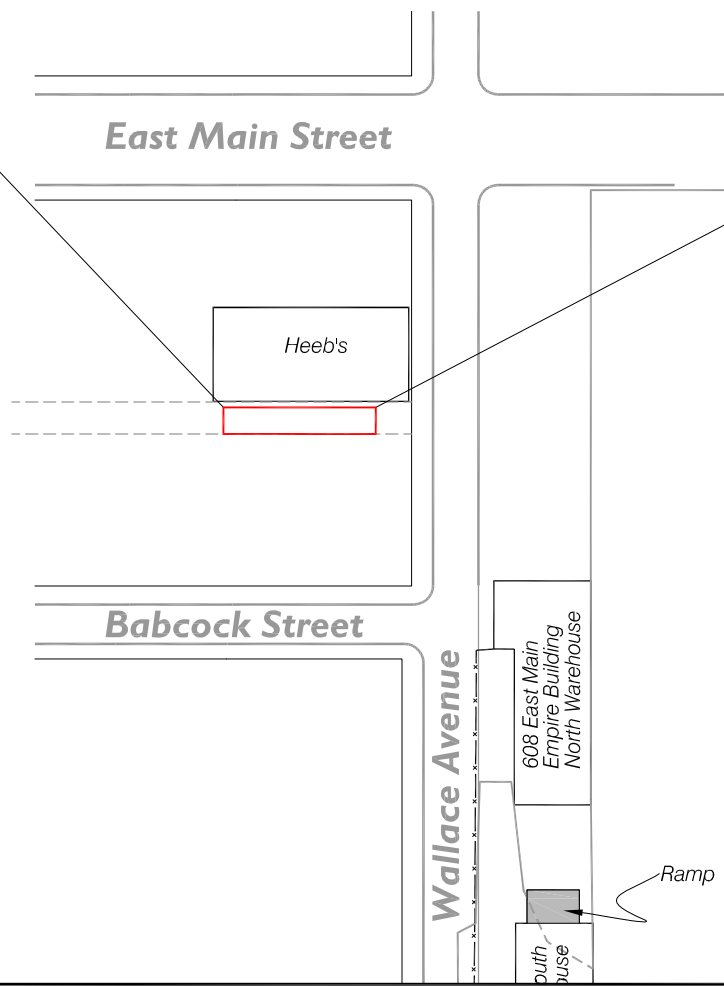 East Main Street
Heeb's
Babcock Street
Wallace Avenue
608 East Main
Empire Building
North Warehouse
Ramp